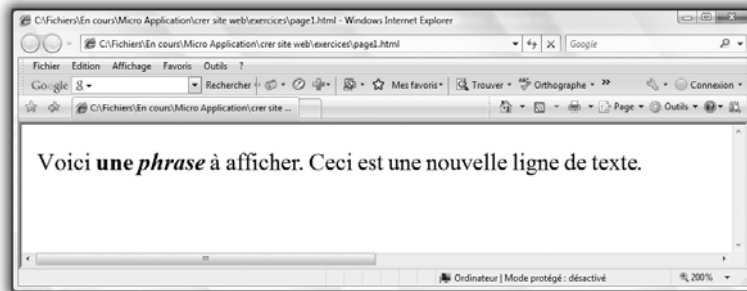 C:\Fichiers\En cours\Micro Application\crer site web\exercices\page1.html - Windows Internet Explorer
C:\Fichiers\En cours\Micro Application\crer site web\exercices\page1.html Google
Fichier Edition Affichage Favoris Outils ?
Google 8 Rechercher Mes favoris Trouver Orthographe Connexion
C:\Fichiers\En cours\Micro Application\crer site ... Page Outils
Voici une phrase à afficher. Ceci est une nouvelle ligne de texte.
Ordinateur | Mode protégé : désactivé 200%